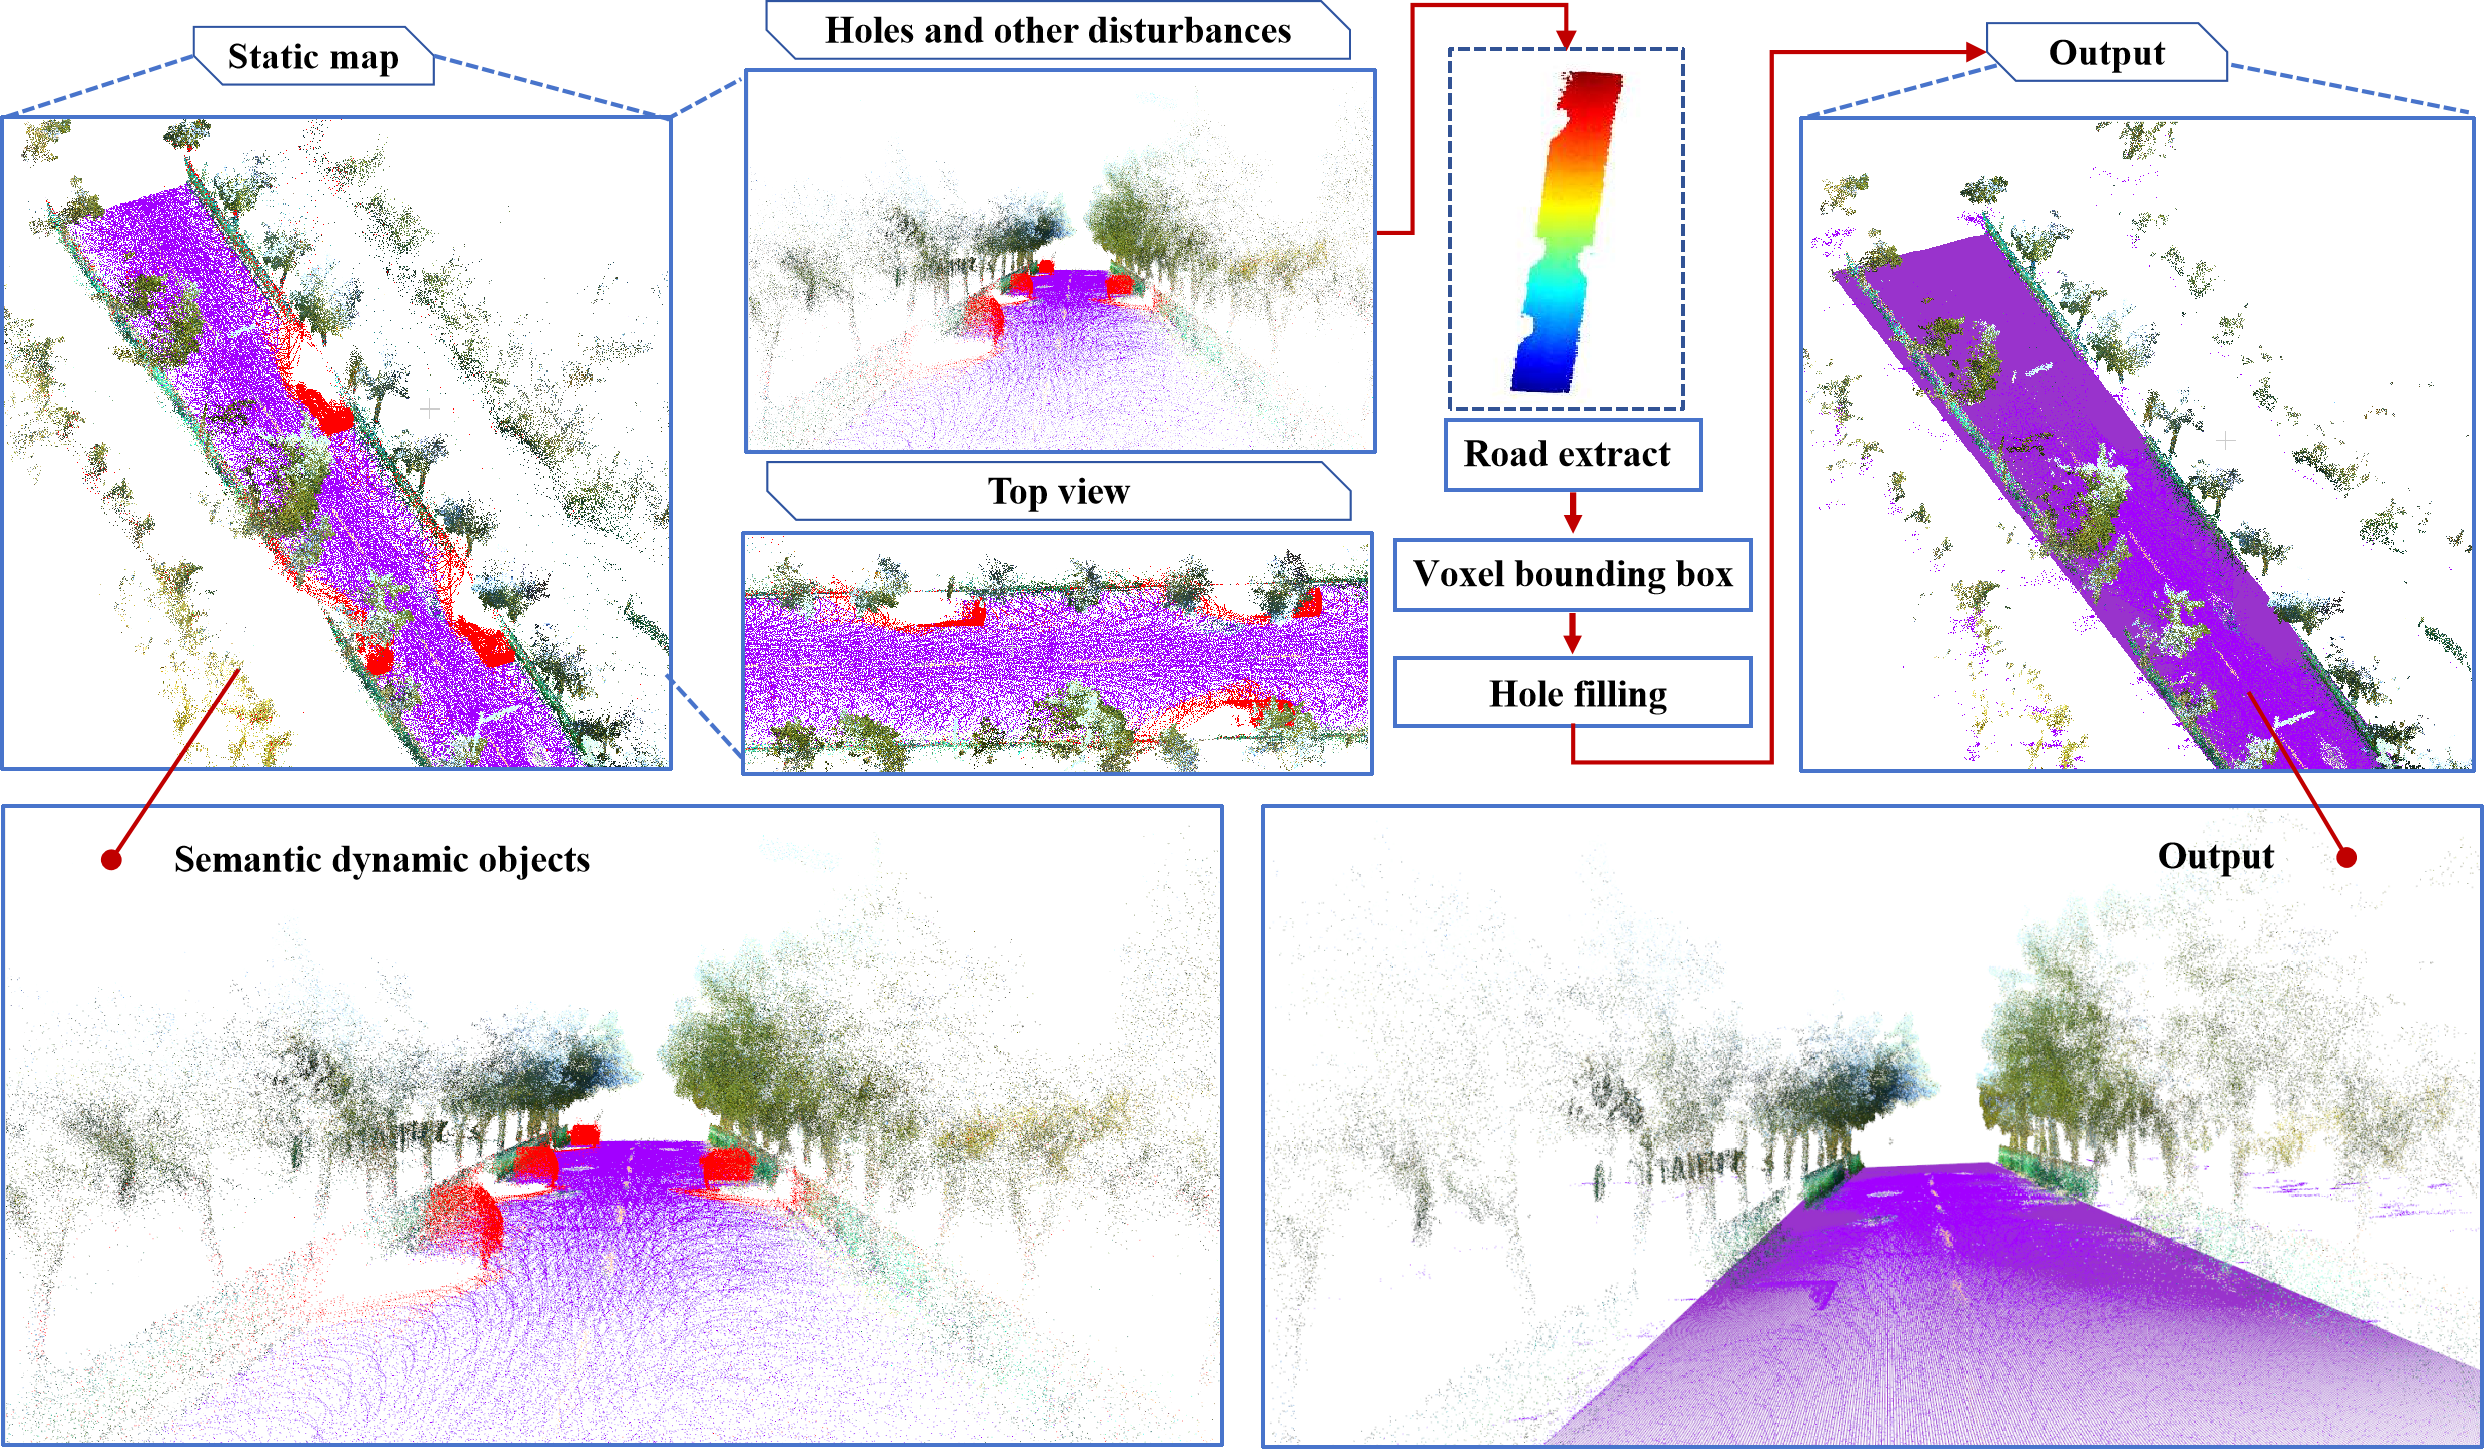 Static map
Holes and other disturbances
Output
Top view
Road extract
Voxel bounding box
Hole filling
Semantic dynamic objects
Output